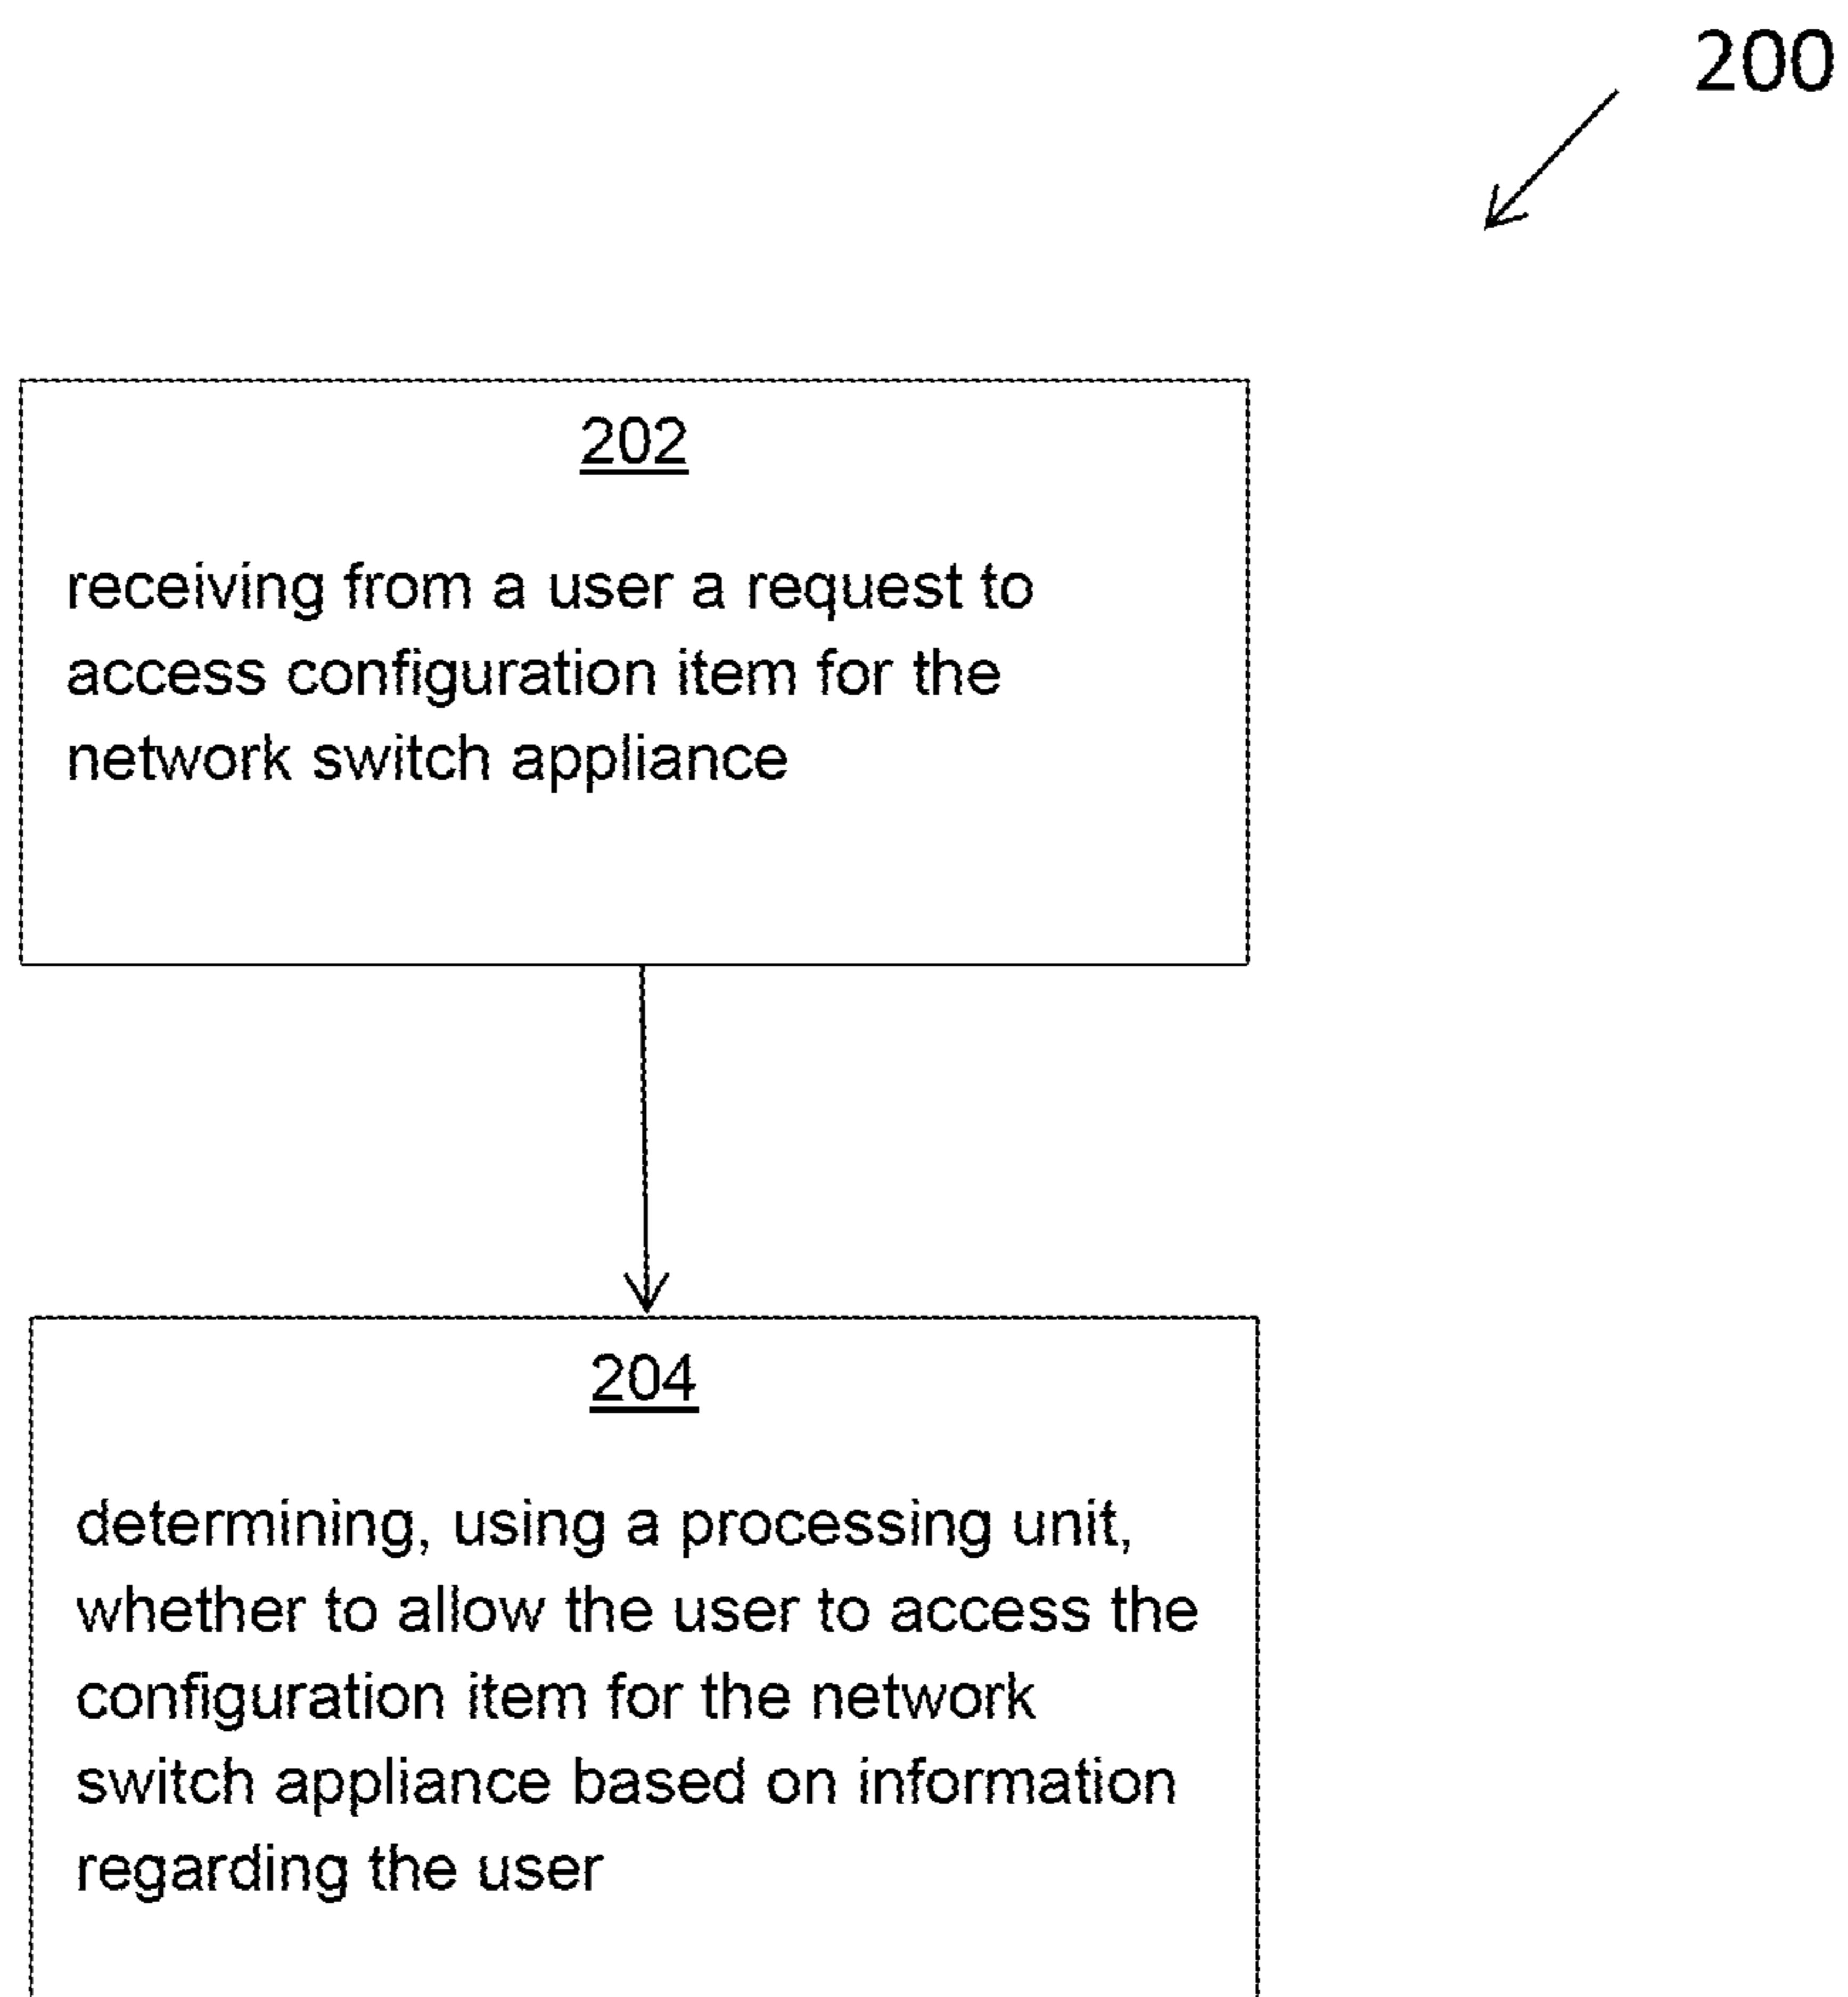 200
202
receiving from a user a request to
access configuration item for the
network switch appliance
204
determining, using a processing unit,
whether to allow the user to access the
configuration item for the network
switch appliance based on information
regarding the user